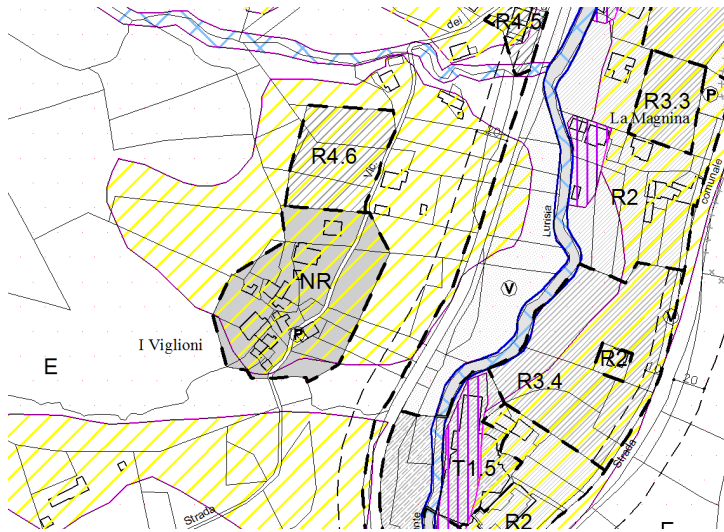 R4.5
dei
R3.3
P
La Magnina
R4.6
Vic.
comunale
R2
Lurisia
NR
V
V
P
I Viglioni
E
R2
R3.4
20
T1.5
Strada
Strada
R2
E